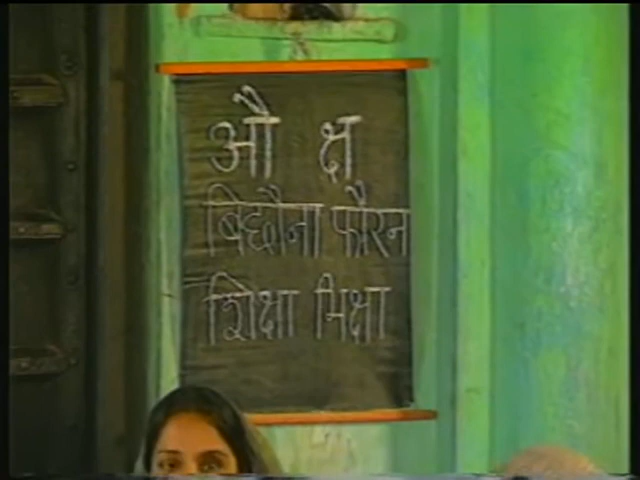 औ क्ष
बिछौना फौरन
शिक्षा भिक्षा